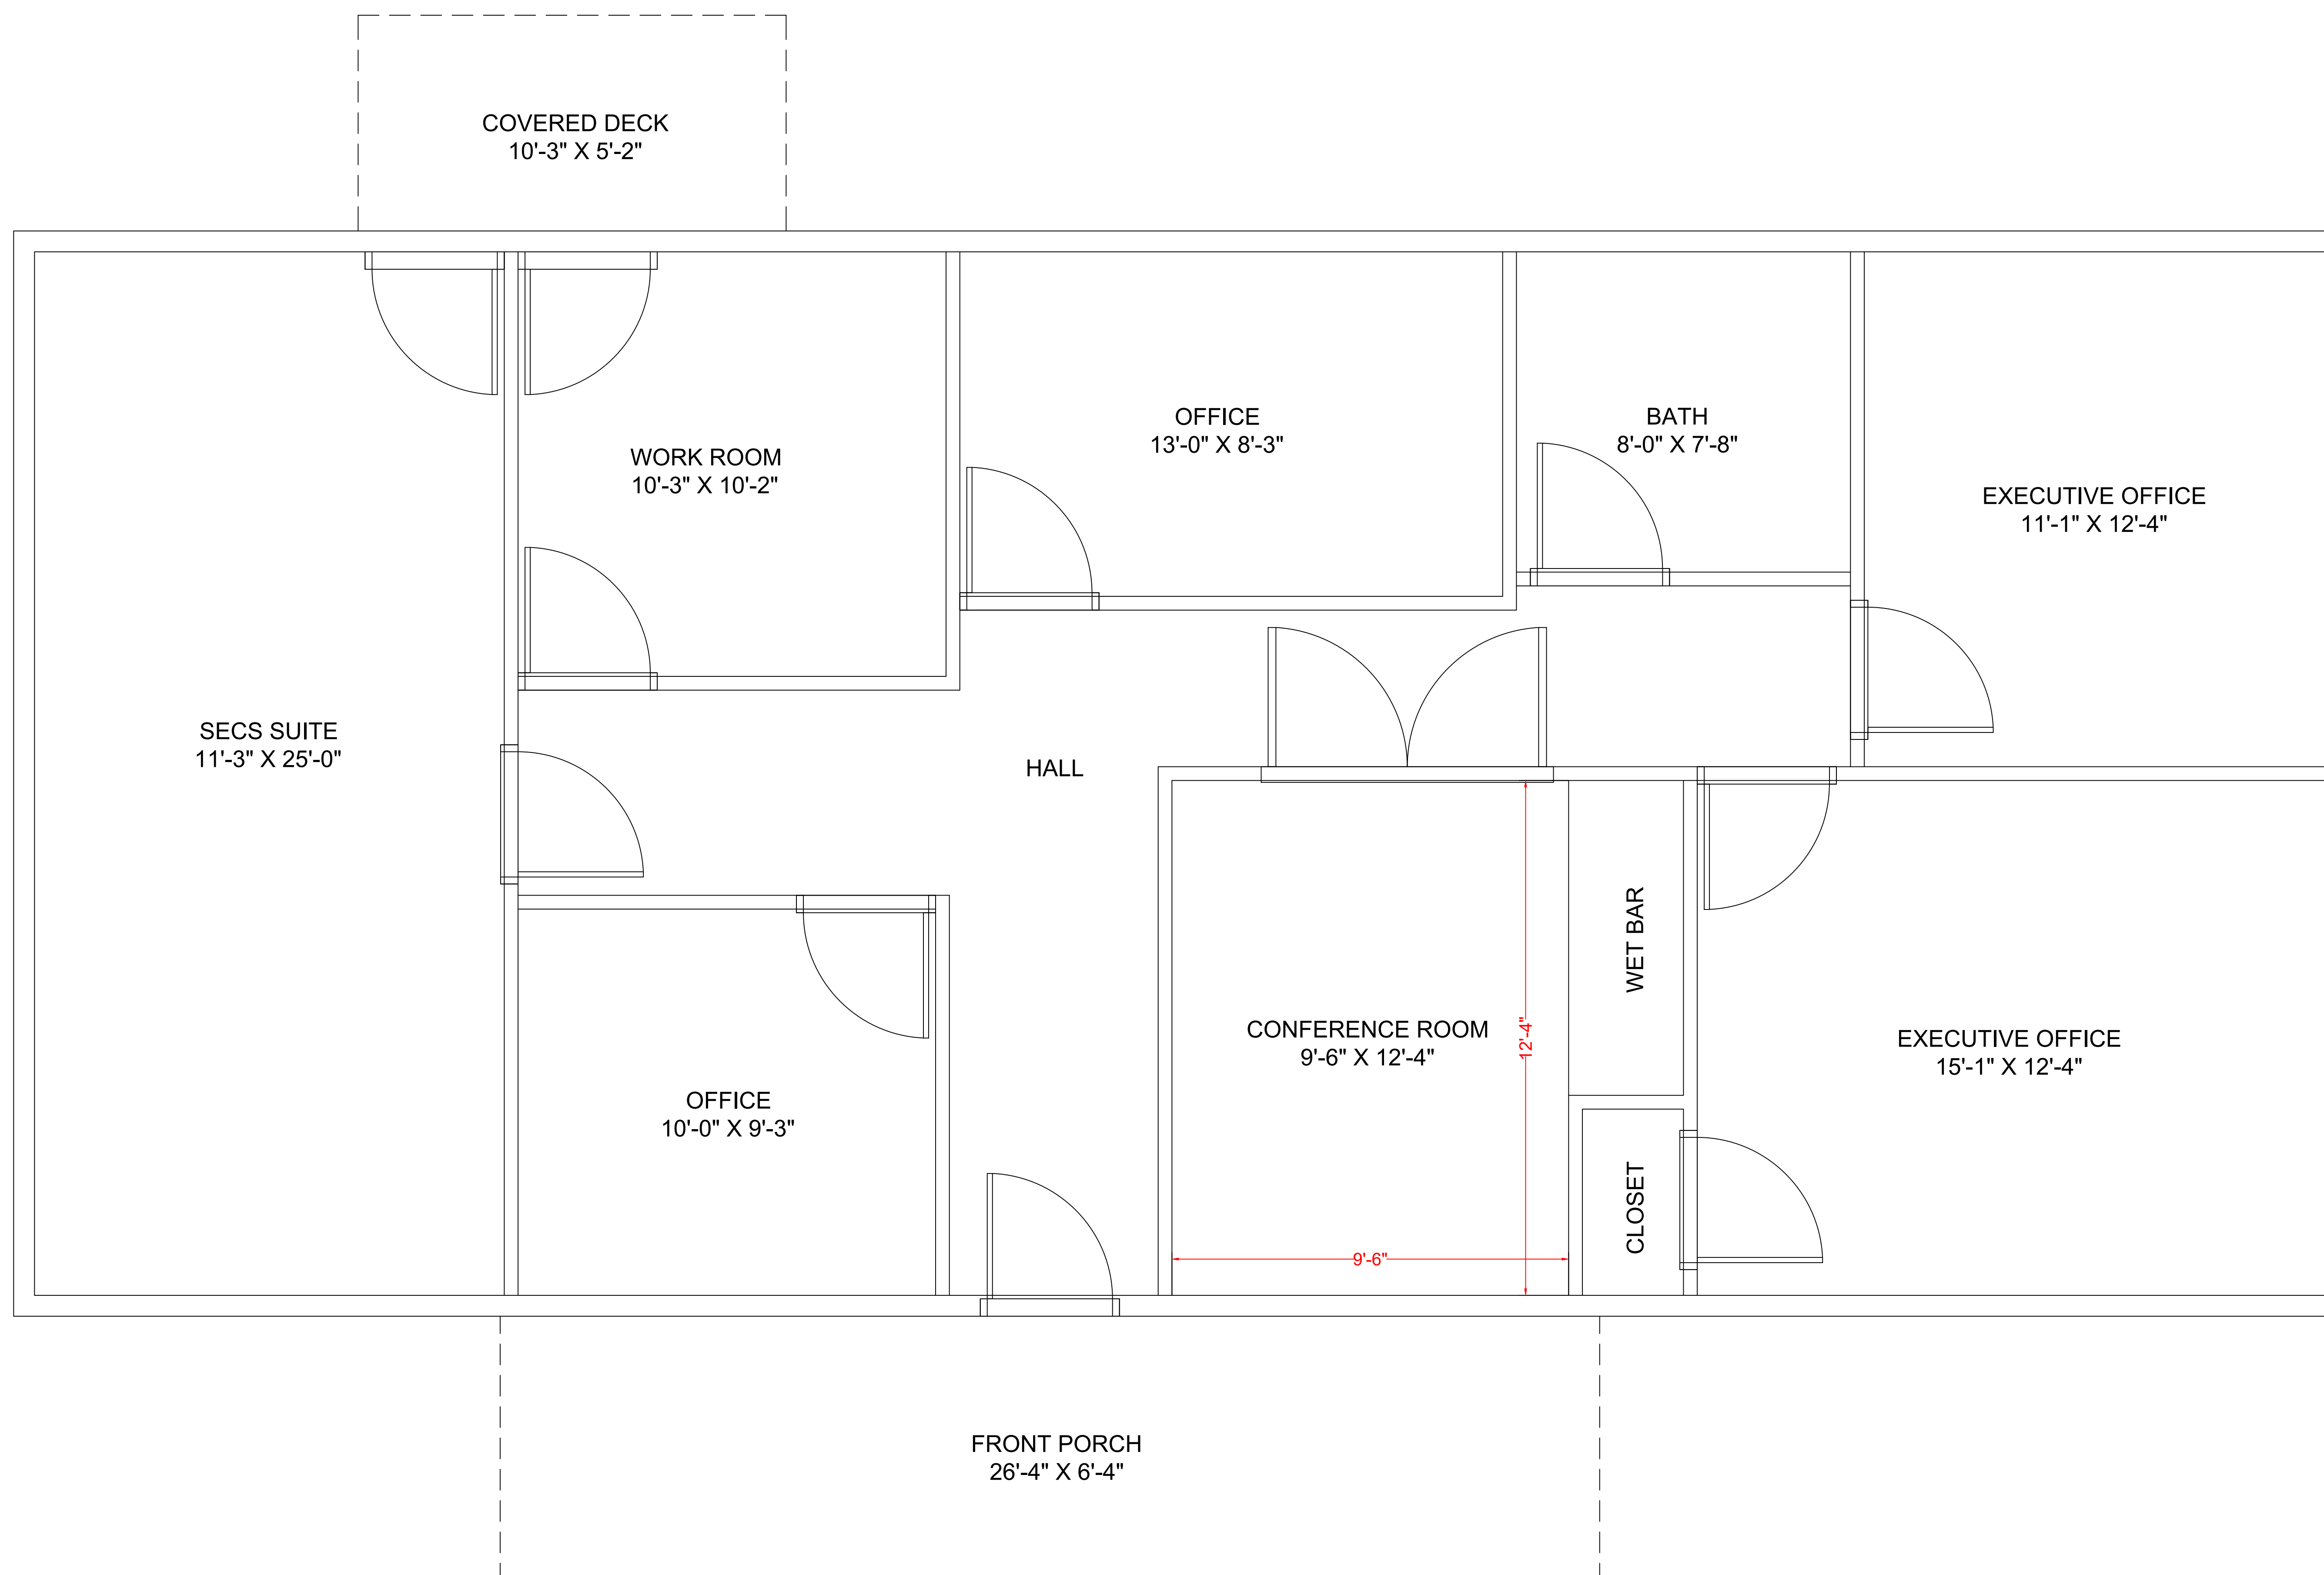 COVERED DECK
10'-3" X 5'-2"
OFFICE
13'-0" X 8'-3"
BATH
8'-0" X 7'-8"
WORK ROOM
10'-3" X 10'-2"
EXECUTIVE OFFICE
11'-1" X 12'-4"
SECS SUITE
11'-3" X 25'-0"
HALL
WET BAR
CONFERENCE ROOM
9'-6" X 12'-4"
12'-4"
EXECUTIVE OFFICE
15'-1" X 12'-4"
OFFICE
10'-0" X 9'-3"
CLOSET
9'-6"
FRONT PORCH
26'-4" X 6'-4"